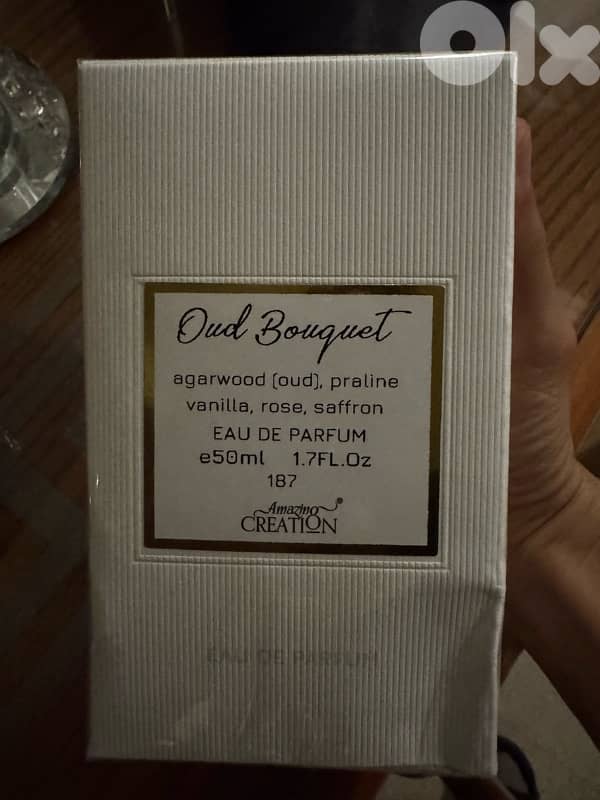 olx
Oud Bouquet
agarwood (oud), praline
vanilla, rose, saffron
EAU DE PARFUM
e50ml 1.7FL.Oz
187
Amazing
CREATION
EAU DE PARFUM